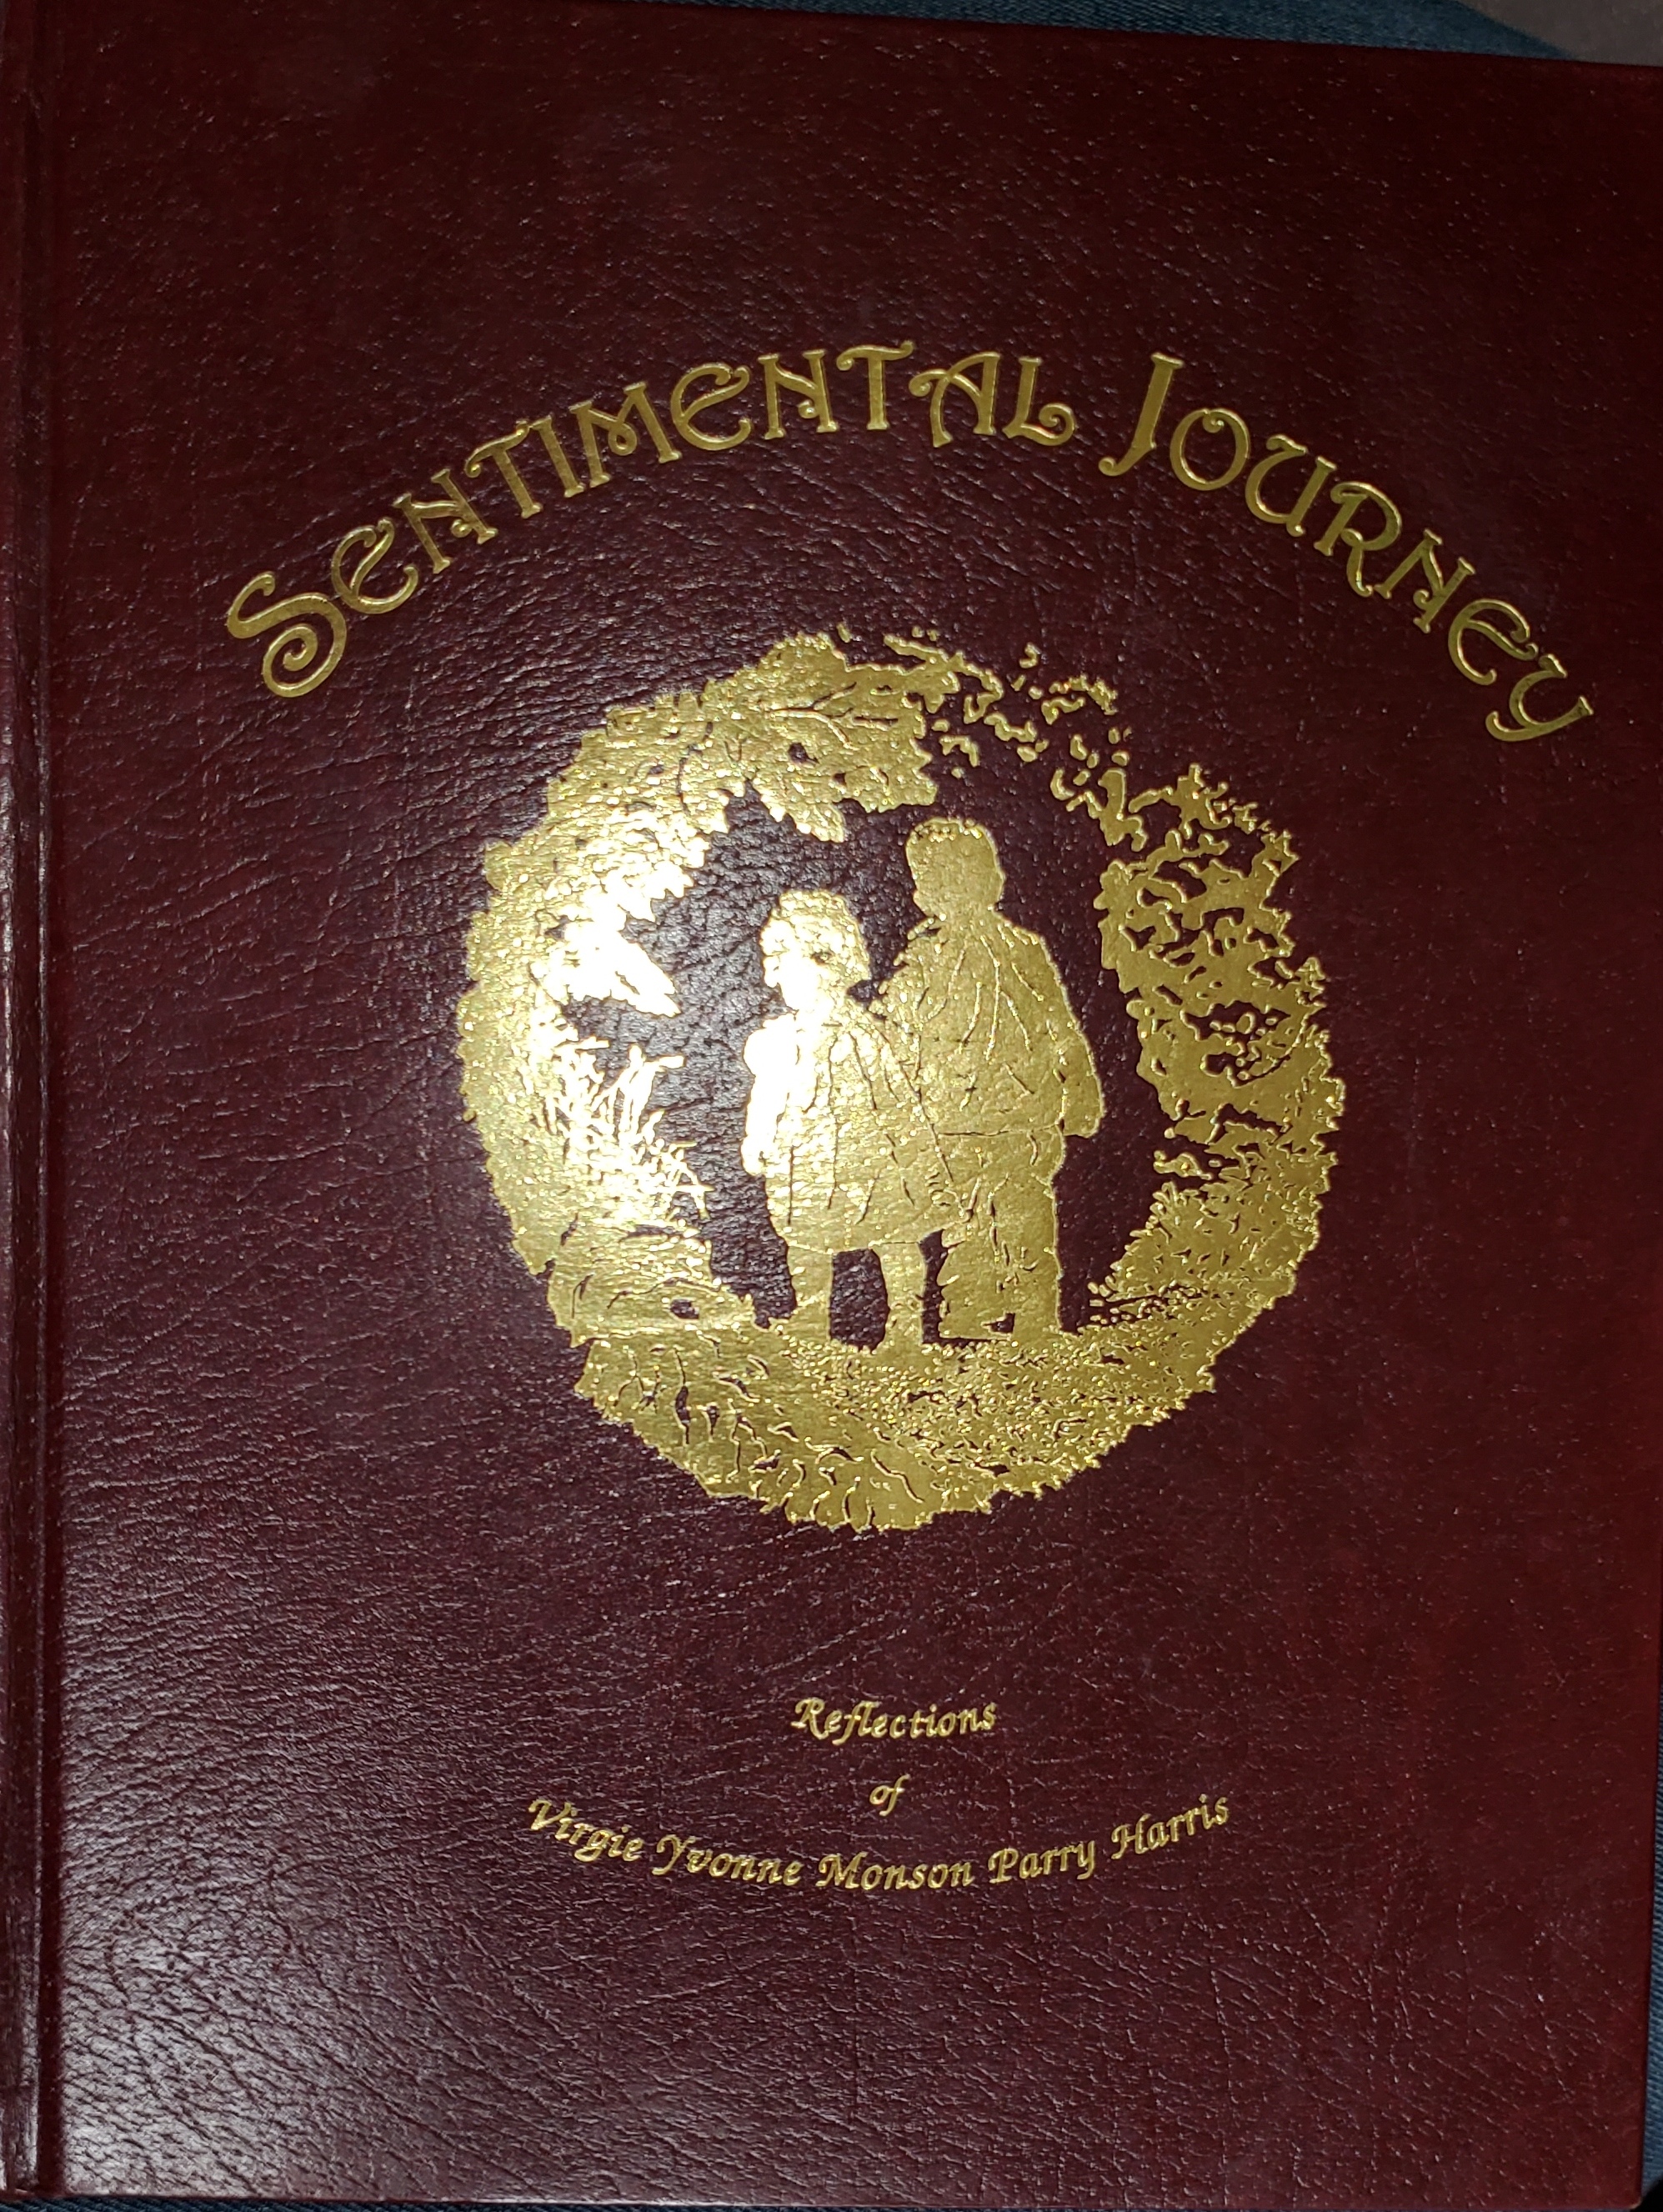 SENTIMENTAL JOURNEY
Reflections
of
Virgie Yvonne Monson Parry Harris